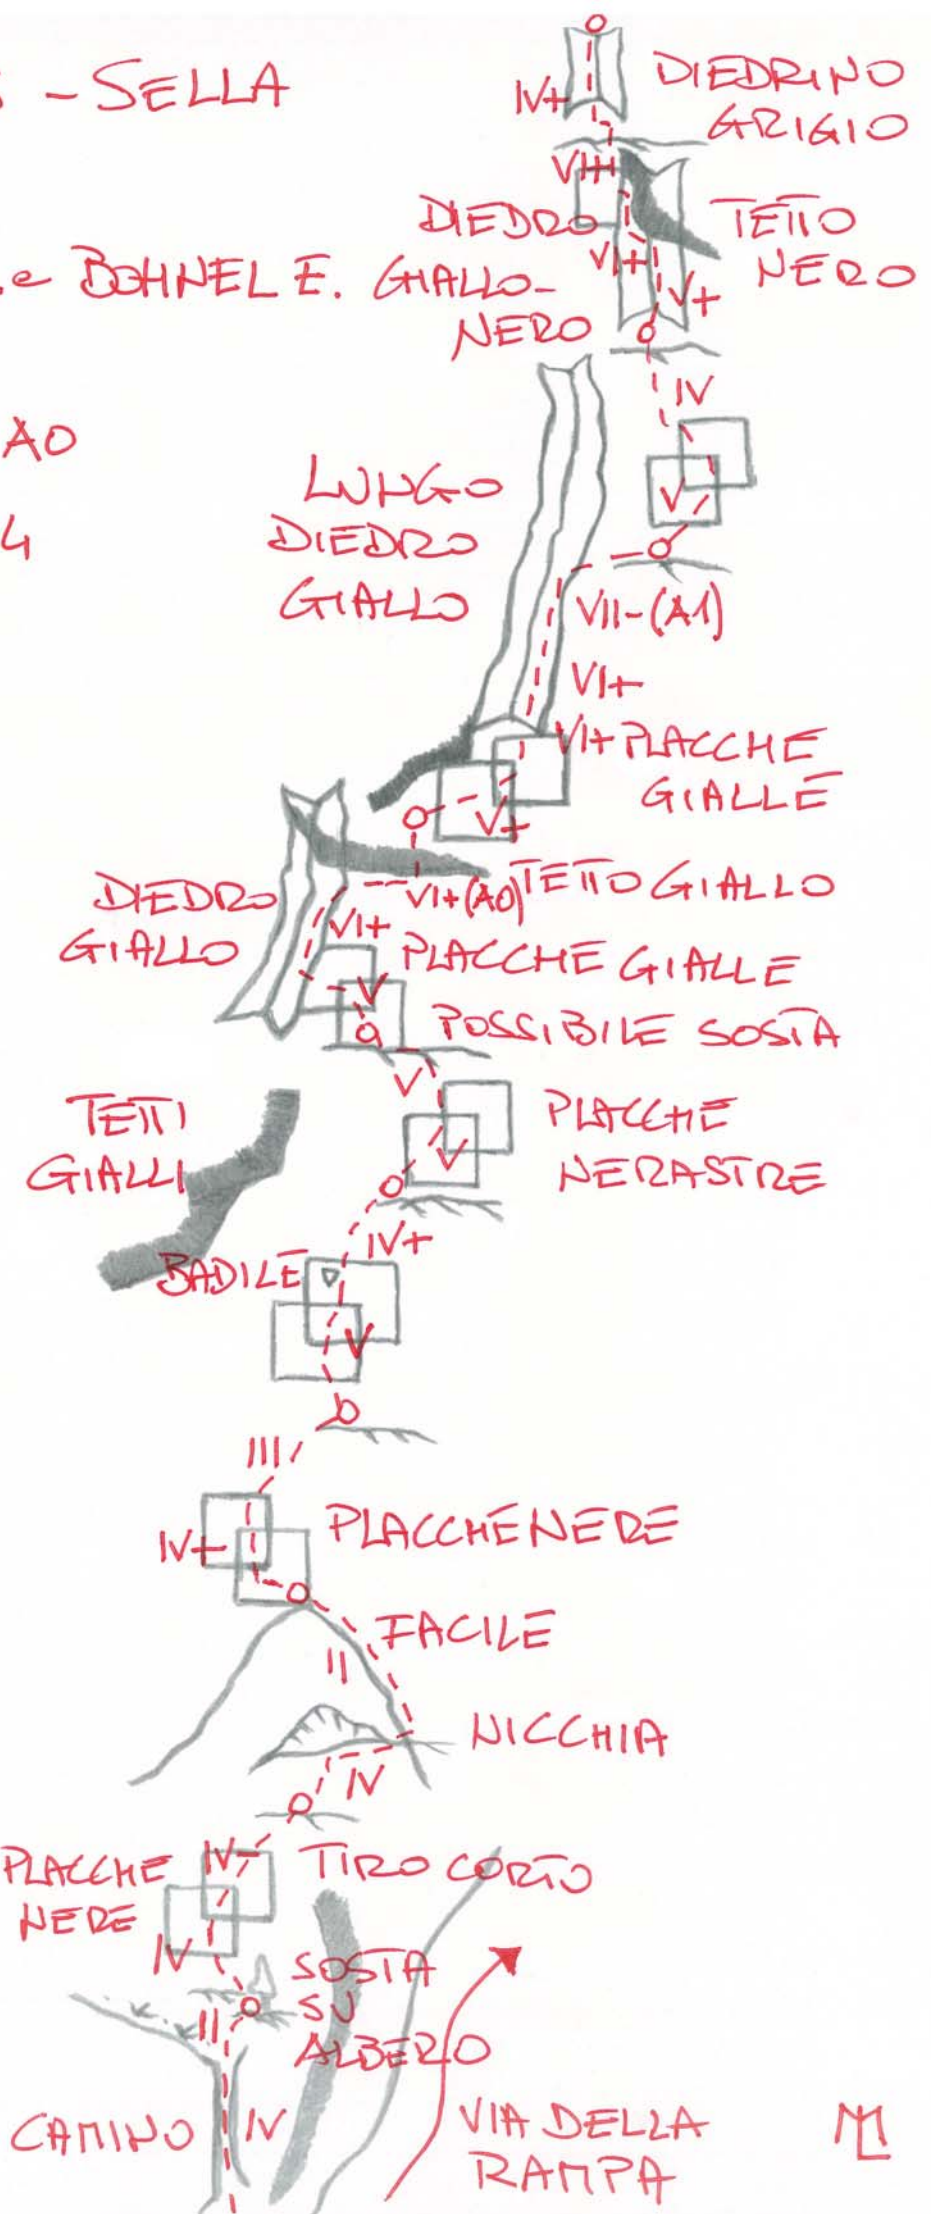 - SELLA
DIEDRINO
GRIGIO
IV+
VIII
DIEDRO
GIALLO-
NERO
VI+
TETTO
NERO
V+
e BOHNEL E.
IV
A0
4
V
LUNGO
DIEDRO
GIALLO
VII-(A1)
VI+
VI+ PLACCHE
GIALLE
V+
DIEDRO
GIALLO
VI+(A0) TETTO GIALLO
VI+
PLACCHE GIALLE
V
POSSIBILE SOSTA
V
TETTI
GIALLI
PLACCHE
NERASTRE
V
IV+
BADILE
V
III
PLACCHE NERE
IV+
FACILE
II
NICCHIA
IV
PLACCHE
NERE
IV-
TIRO CORTO
IV
SOSTA
SU
ALBERO
II
CAMINO
IV
VIA DELLA
RAMPA
ML